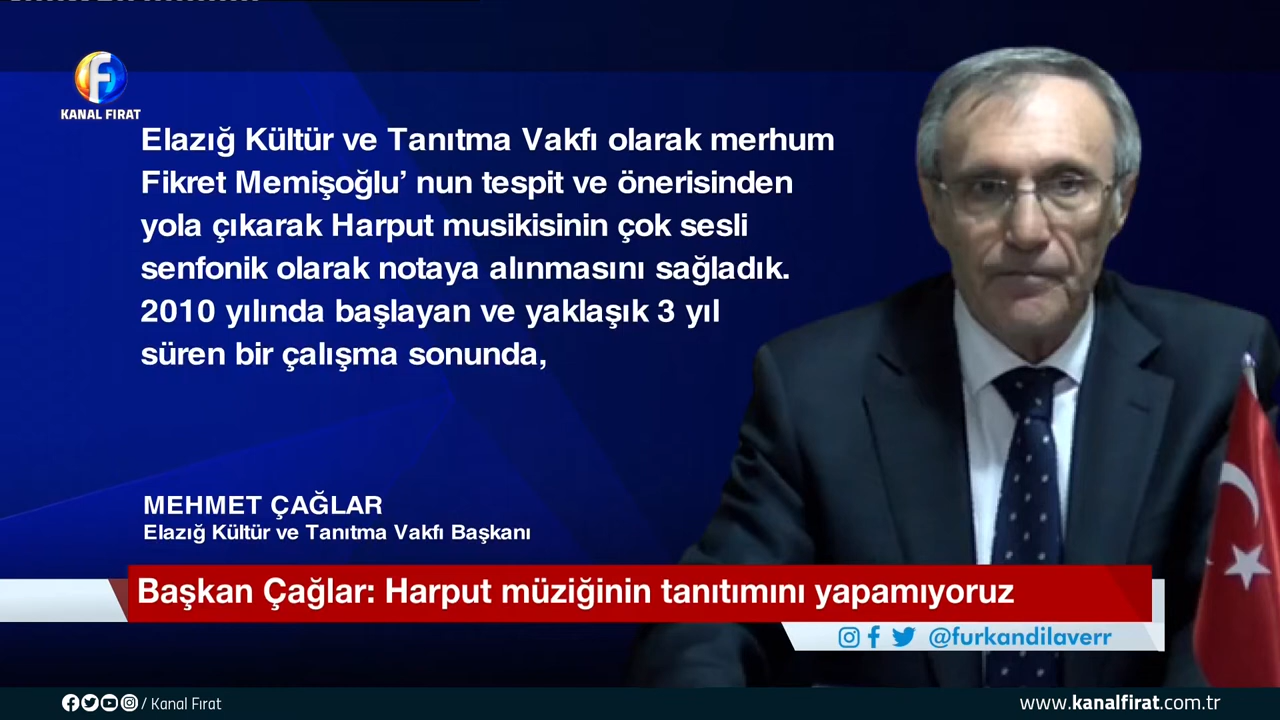 F
KANAL FIRAT
Elazığ Kültür ve Tanıtma Vakfı olarak merhum
Fikret Memişoğlu' nun tespit ve önerisinden
yola çıkarak Harput musikisinin çok sesli
senfonik olarak notaya alınmasını sağladık.
2010 yılında başlayan ve yaklaşık 3 yıl
süren bir çalışma sonunda,
MEHMET ÇAĞLAR
Elazığ Kültür ve Tanıtma Vakfı Başkanı
Başkan Çağlar: Harput müziğinin tanıtımını yapamıyoruz
@furkandilaverr
/ Kanal Fırat
www.kanalfirat.com.tr